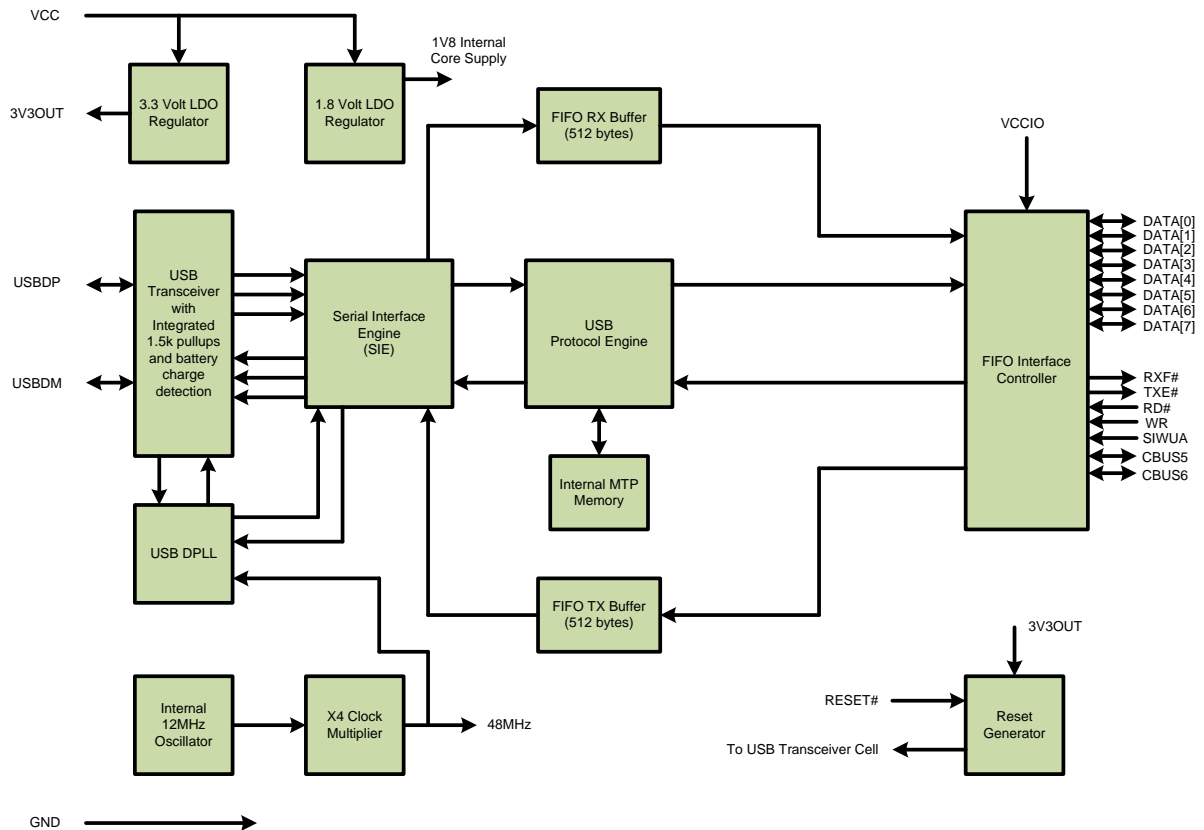 VCC
1V8 Internal
Core Supply
3V3OUT
3.3 Volt LDO
Regulator
1.8 Volt LDO
Regulator
FIFO RX Buffer
(512 bytes)
VCCIO
USBDP
USBDM
USB
Transceiver
with
Integrated
1.5k pullups
and battery
charge
detection
Serial Interface
Engine
(SIE)
USB
Protocol Engine
FIFO Interface
Controller
DATA[0]
DATA[1]
DATA[2]
DATA[3]
DATA[4]
DATA[5]
DATA[6]
DATA[7]
RXF#
TXE#
RD#
WR
SIWUA
CBUS5
CBUS6
Internal MTP
Memory
USB DPLL
FIFO TX Buffer
(512 bytes)
3V3OUT
Internal
12MHz
Oscillator
X4 Clock
Multiplier
48MHz
RESET#
Reset
Generator
To USB Transceiver Cell
GND